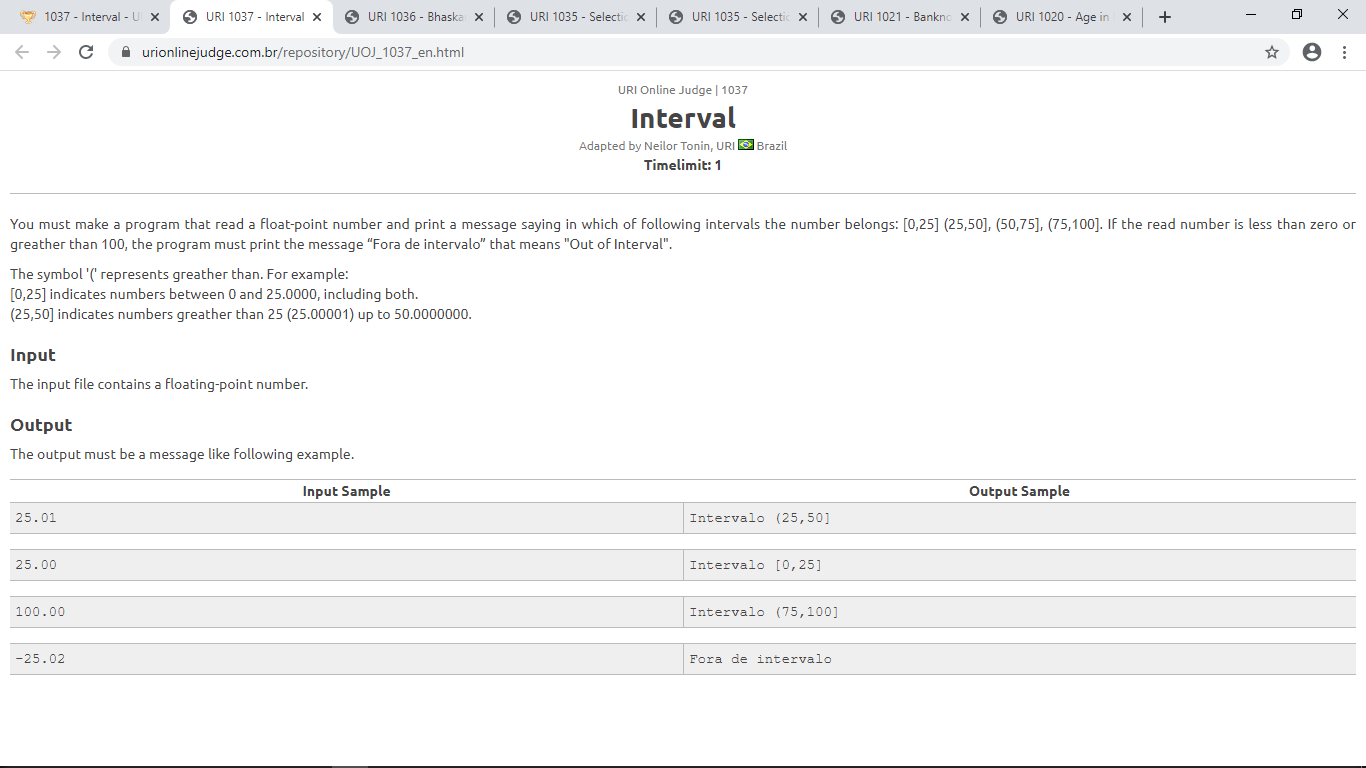 1037 - Interval - U
URI 1037 - Interval
URI 1036 - Bhaska
URI 1035 - Selectio
URI 1035 - Selectio
URI 1021 - Bankno
URI 1020 - Age in
urionlinejudge.com.br/repository/UOJ_1037_en.html
URI Online Judge | 1037
Interval
Adapted by Neilor Tonin, URI Brazil
Timelimit: 1
You must make a program that read a float-point number and print a message saying in which of following intervals the number belongs: [0,25] (25,50], (50,75], (75,100]. If the read number is less than zero or
greather than 100, the program must print the message “Fora de intervalo” that means "Out of Interval".
The symbol '(' represents greather than. For example:
[0,25] indicates numbers between 0 and 25.0000, including both.
(25,50] indicates numbers greather than 25 (25.00001) up to 50.0000000.
Input
The input file contains a floating-point number.
Output
The output must be a message like following example.
Input Sample Output Sample
25.01 Intervalo (25,50]
25.00 Intervalo [0,25]
100.00 Intervalo (75,100]
-25.02 Fora de intervalo